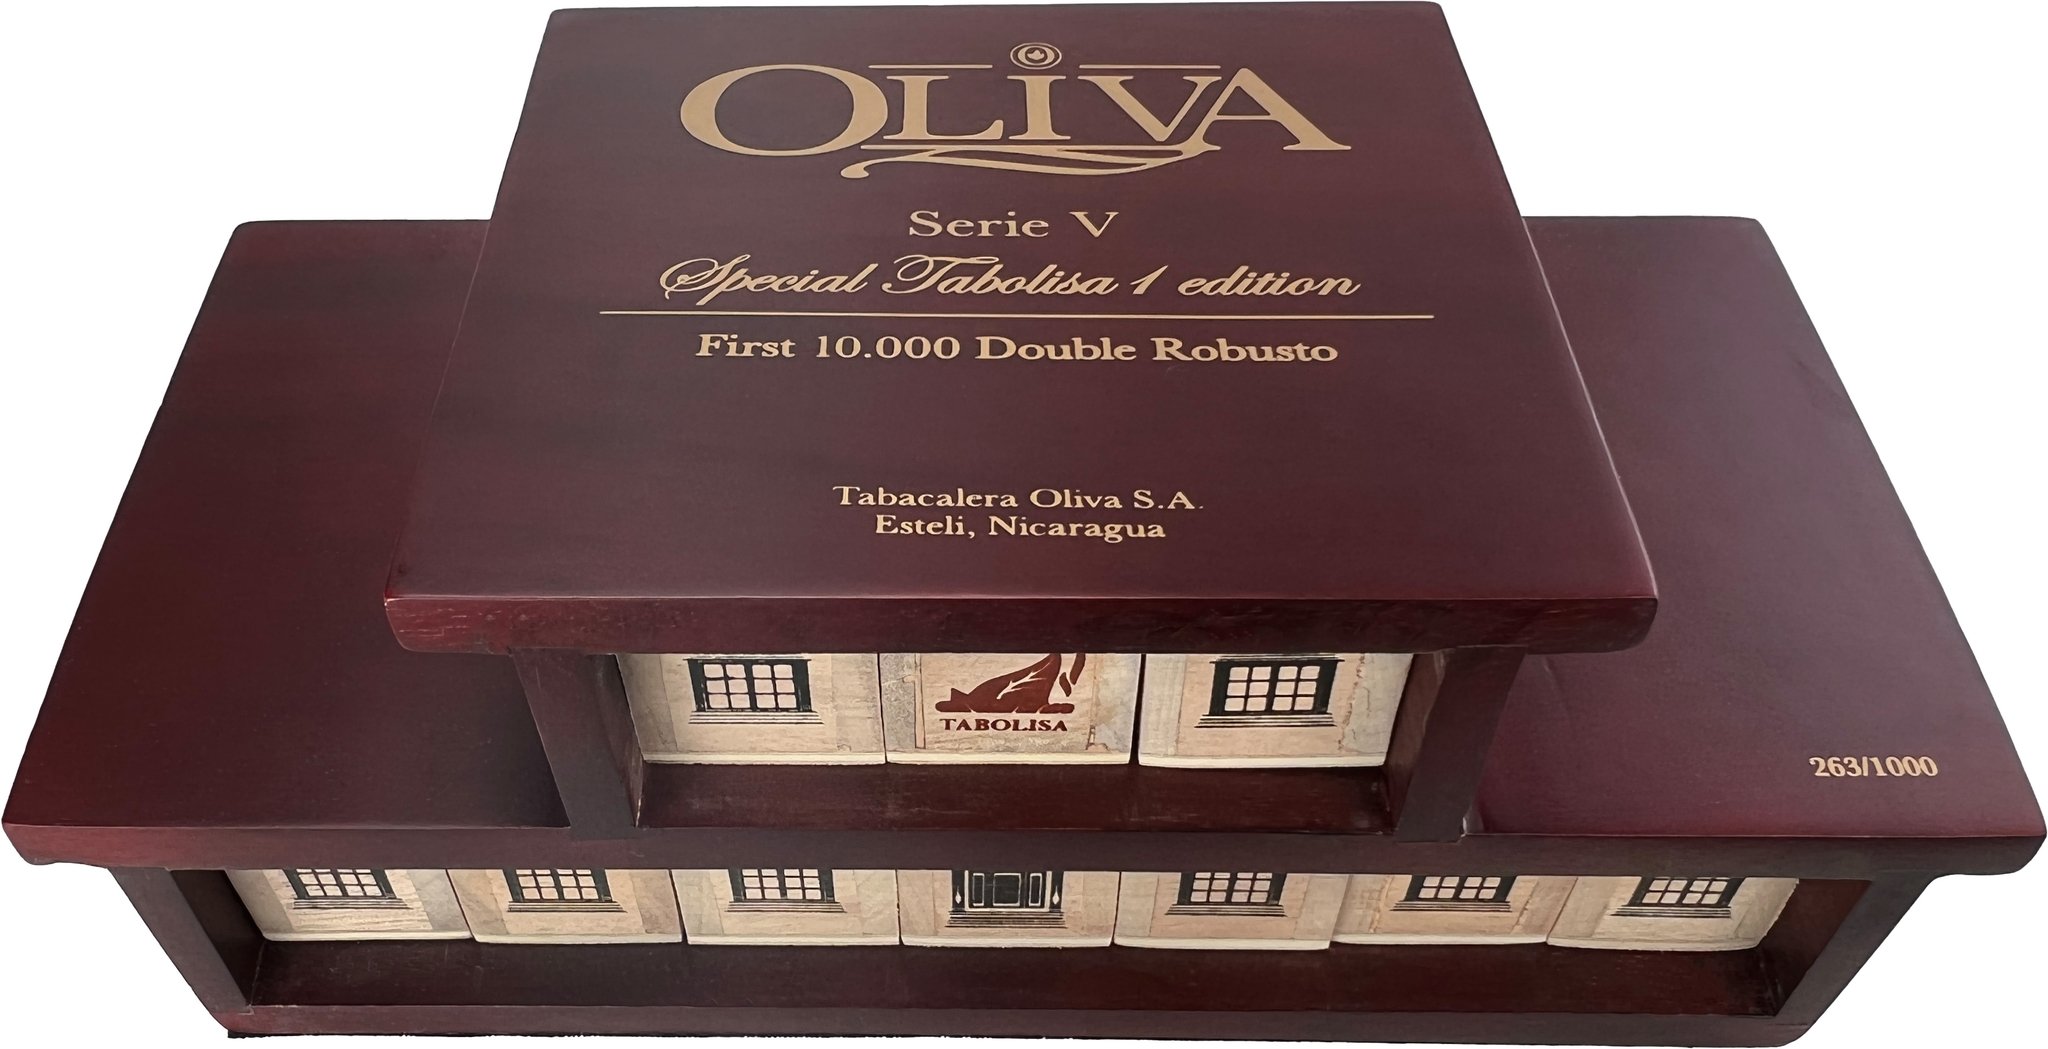 OLiVA
Serie V
Special Tabolisa 1 edition
First 10.000 Double Robusto
Tabacalera Oliva S.A.
Esteli, Nicaragua
TABOLISA
263/1000